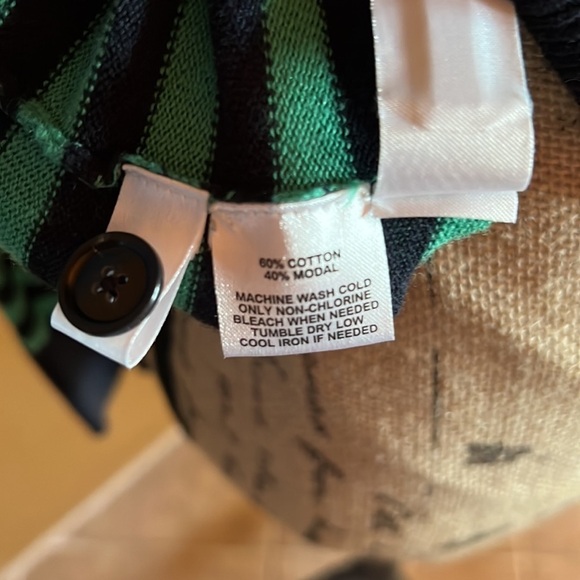 60% COTTON
40% MODAL
MACHINE WASH COLD
ONLY NON-CHLORINE
BLEACH WHEN NEEDED
TUMBLE DRY LOW
COOL IRON IF NEEDED